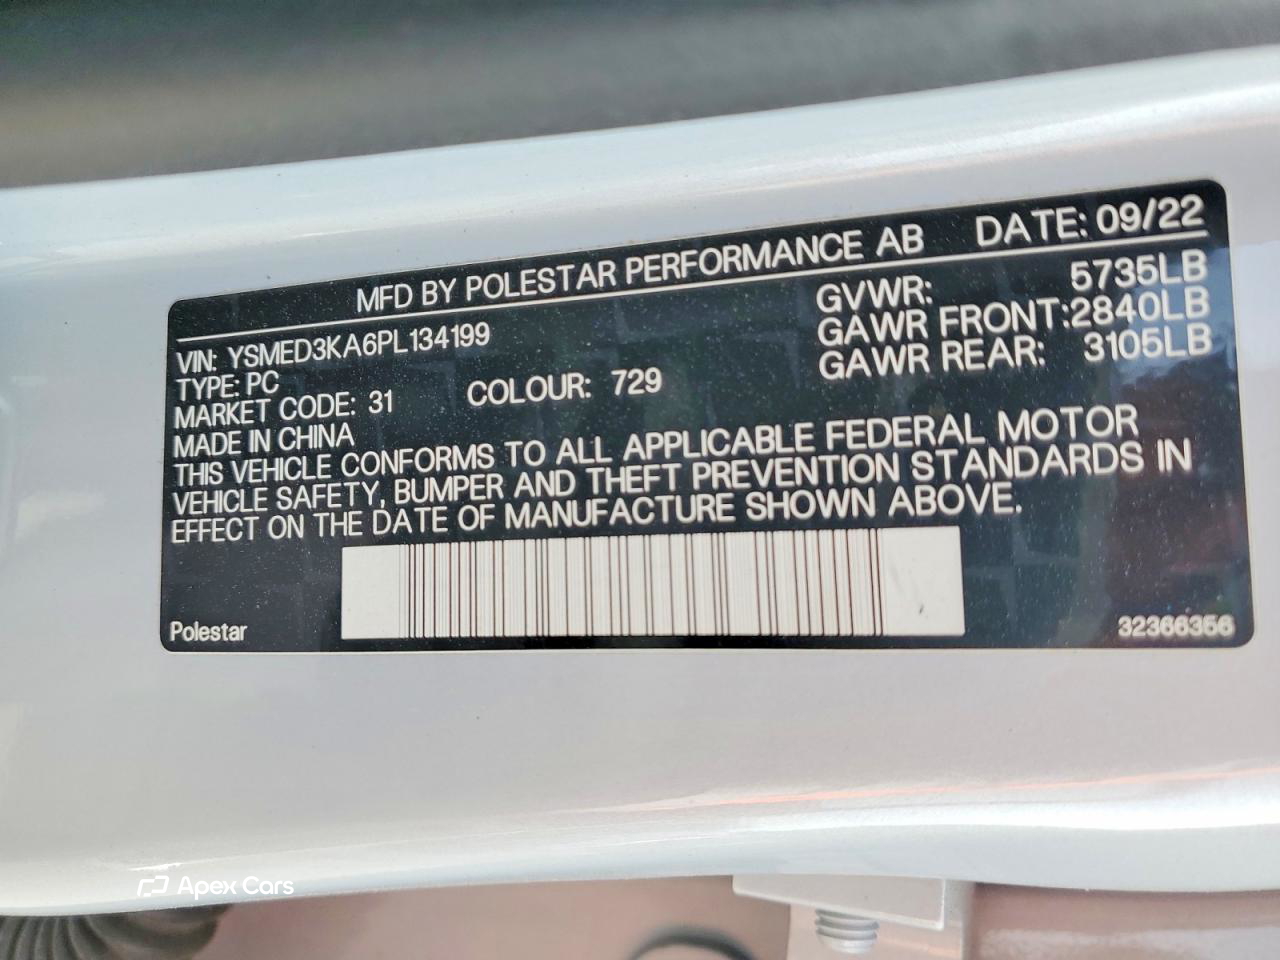 MFD BY POLESTAR PERFORMANCE AB DATE: 09/22
VIN: YSMED3KA6PL134199 GVWR: 5735LB
TYPE: PC GAWR FRONT:2840LB
MARKET CODE: 31 COLOUR: 729 GAWR REAR: 3105LB
MADE IN CHINA
THIS VEHICLE CONFORMS TO ALL APPLICABLE FEDERAL MOTOR
VEHICLE SAFETY, BUMPER AND THEFT PREVENTION STANDARDS IN
EFFECT ON THE DATE OF MANUFACTURE SHOWN ABOVE.
Polestar 32366356
Apex Cars